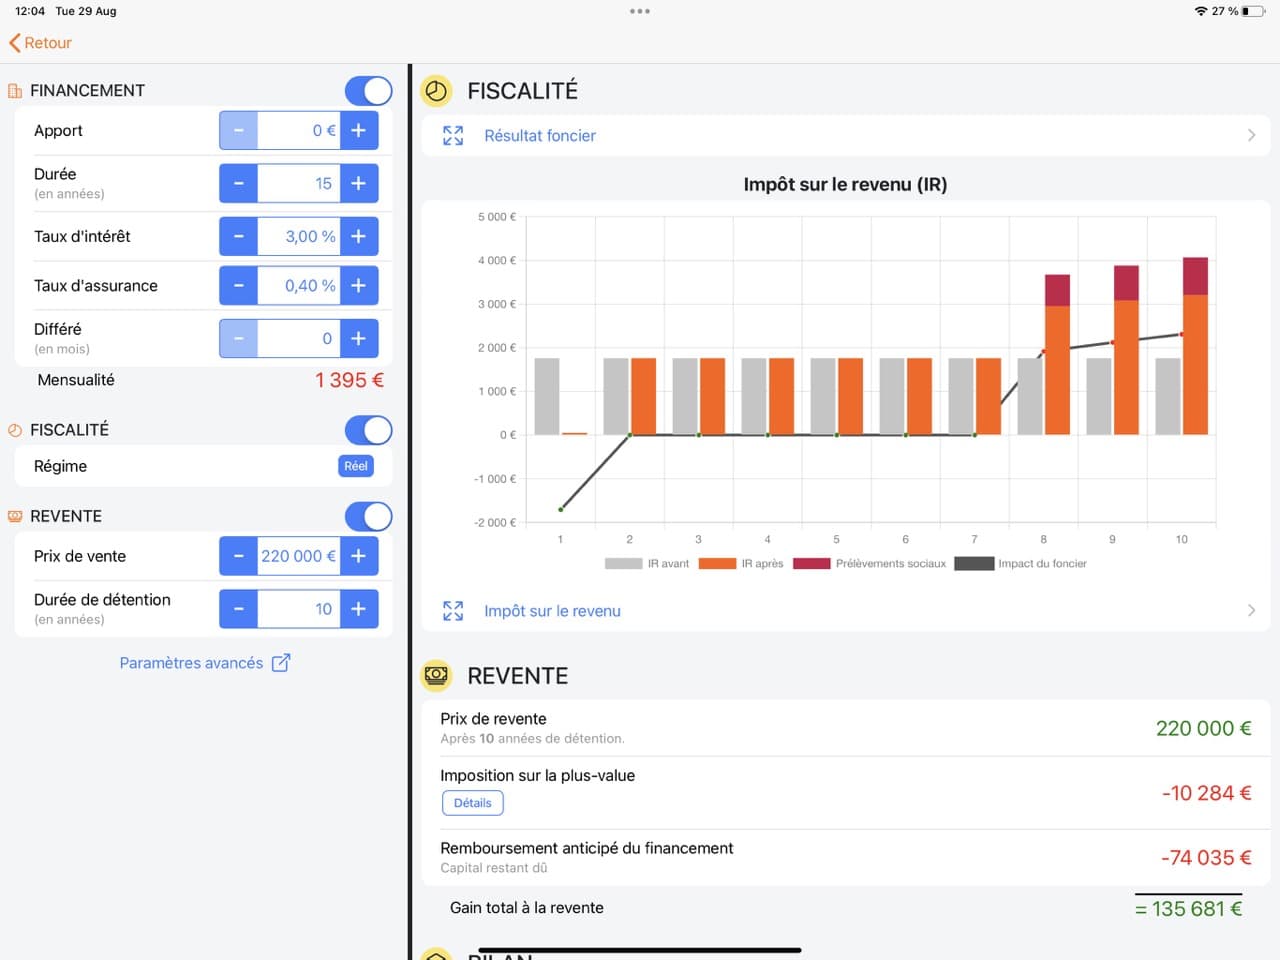 12:04 Tue 29 Aug
27 %
Retour
FINANCEMENT
Apport
- 0 € +
Durée
(en années)
- 15 +
Taux d'intérêt
- 3,00 % +
Taux d'assurance
- 0,40 % +
Différé
(en mois)
- 0 +
Mensualité 1 395 €
FISCALITÉ
Régime Réel
REVENTE
Prix de vente
- 220 000 € +
Durée de détention
(en années)
- 10 +
Paramètres avancés
FISCALITÉ
Résultat foncier
Impôt sur le revenu (IR)
5 000 €
4 000 €
3 000 €
2 000 €
1 000 €
0 €
-1 000 €
-2 000 €
1 2 3 4 5 6 7 8 9 10
IR avant IR après Prélèvements sociaux Impact du foncier
Impôt sur le revenu
REVENTE
Prix de revente
Après 10 années de détention.
220 000 €
Imposition sur la plus-value
Détails
-10 284 €
Remboursement anticipé du financement
Capital restant dû
-74 035 €
Gain total à la revente
= 135 681 €
BILAN